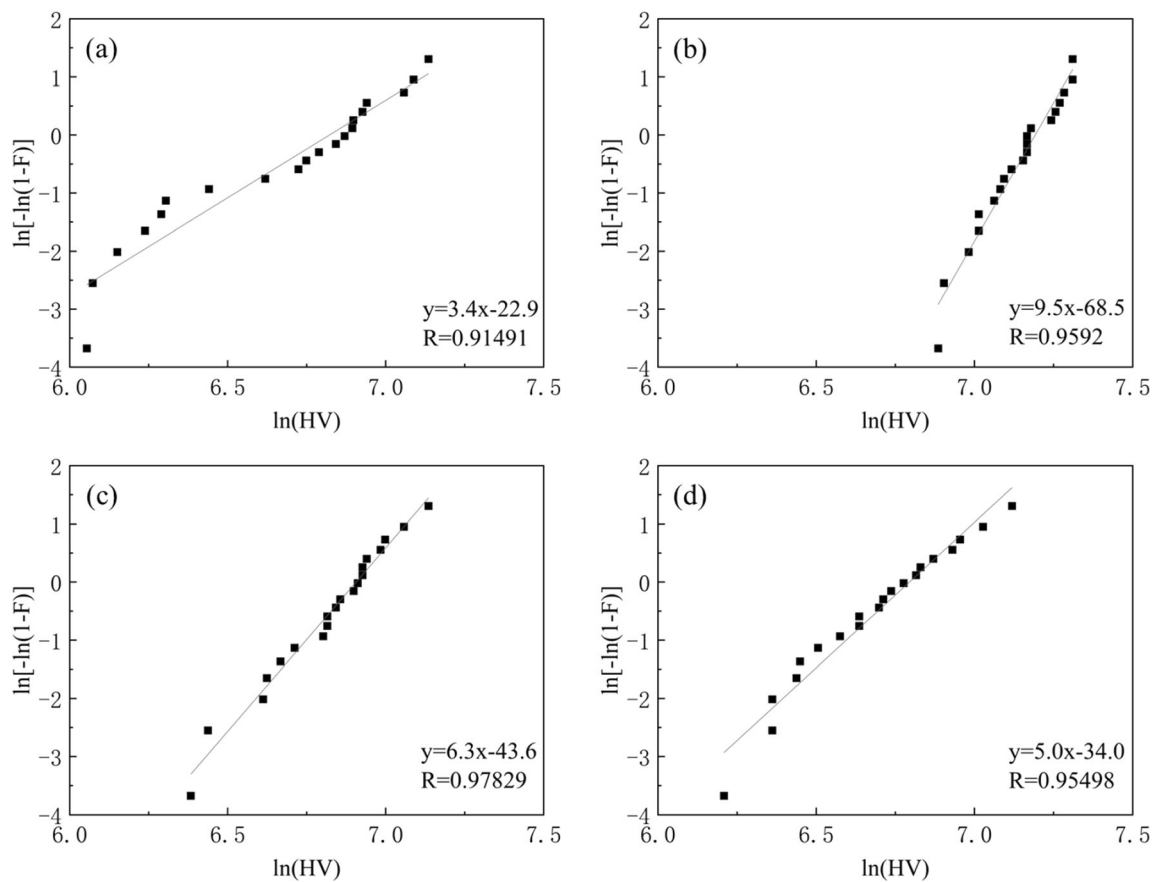 (a)
ln[-ln(1-F)]
2
1
0
−1
−2
−3
−4
y=3.4x-22.9
R=0.91491
6.0 6.5 7.0 7.5
ln(HV)
(b)
ln[-ln(1-F)]
2
1
0
−1
−2
−3
−4
y=9.5x-68.5
R=0.9592
6.0 6.5 7.0 7.5
ln(HV)
(c)
ln[-ln(1-F)]
2
1
0
−1
−2
−3
−4
y=6.3x-43.6
R=0.97829
6.0 6.5 7.0 7.5
ln(HV)
(d)
ln[-ln(1-F)]
2
1
0
−1
−2
−3
−4
y=5.0x-34.0
R=0.95498
6.0 6.5 7.0 7.5
ln(HV)